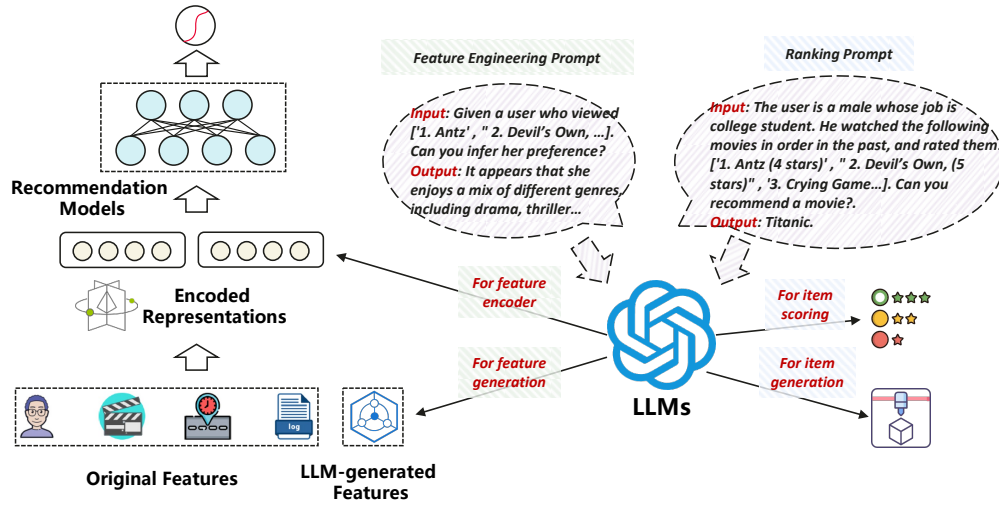 Feature Engineering Prompt
Ranking Prompt
Input: Given a user who viewed
['1. Antz' , " 2. Devil's Own, …].
Can you infer her preference?
Output: It appears that she
enjoys a mix of different genres,
including drama, thriller…
Input: The user is a male whose job is
college student. He watched the following
movies in order in the past, and rated them:
['1. Antz (4 stars)' , " 2. Devil's Own, (5
stars)" , '3. Crying Game…]. Can you
recommend a movie?.
Output: Titanic.
Recommendation
Models
Encoded
Representations
For feature
encoder
For feature
generation
For item
scoring
For item
generation
LLMs
log
Original Features
LLM-generated
Features